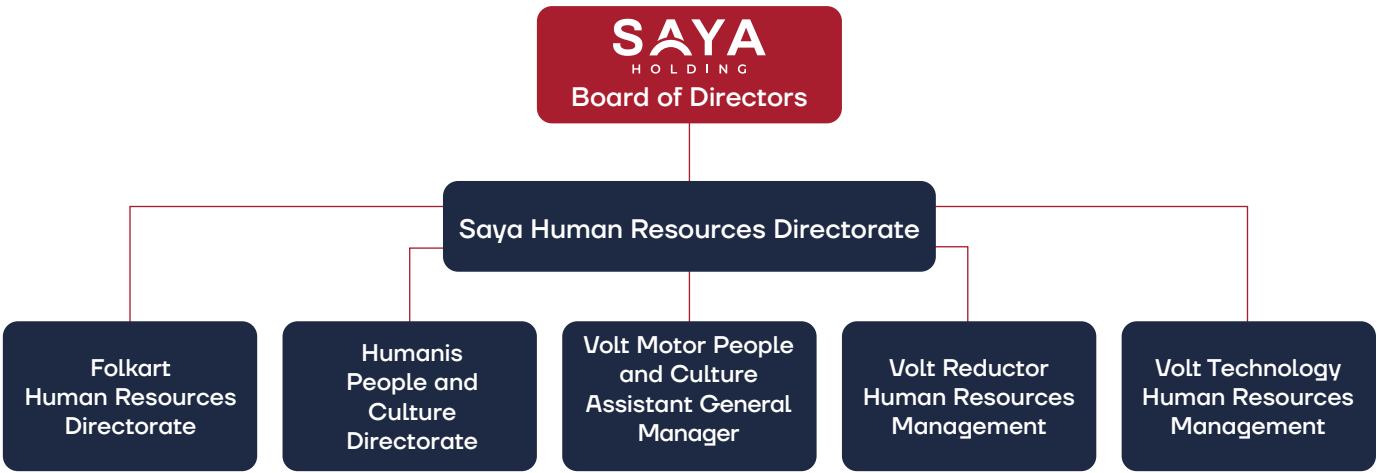 SAYA
HOLDING
Board of Directors
Saya Human Resources Directorate
Folkart
Human Resources
Directorate
Humanis
People and
Culture
Directorate
Volt Motor People
and Culture
Assistant General
Manager
Volt Reductor
Human Resources
Management
Volt Technology
Human Resources
Management